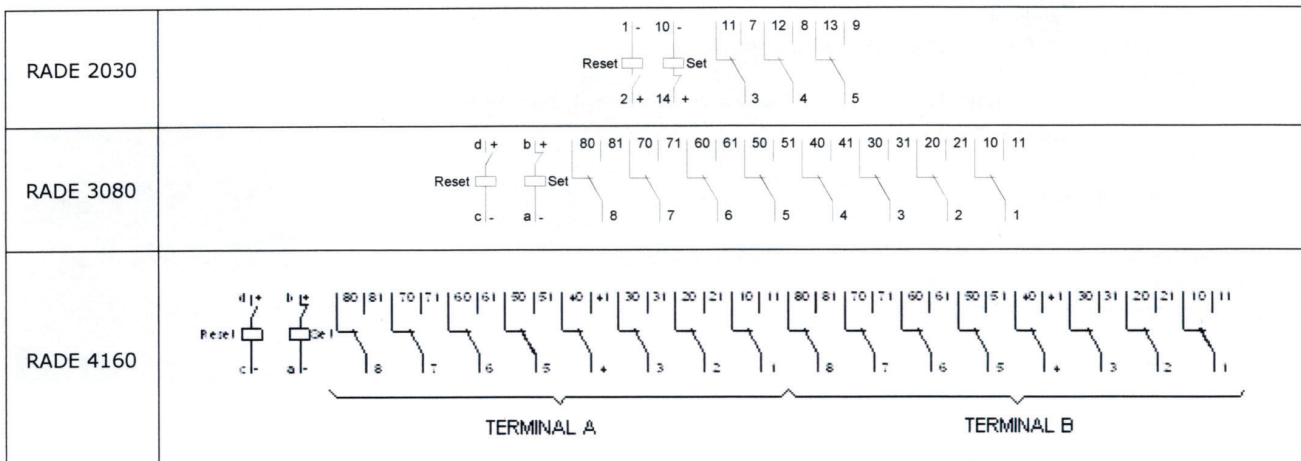 RADE 2030
1 - 10 - 11 7 12 8 13 9
Reset Set
2 + 14 + 3 4 5
RADE 3080
d + b + 80 81 70 71 60 61 50 51 40 41 30 31 20 21 10 11
Reset Set
c - a - 8 7 6 5 4 3 2 1
RADE 4160
d + b + 80 81 70 71 60 61 50 51 40 41 30 31 20 21 10 11 80 81 70 71 60 61 50 51 40 41 30 31 20 21 10 11
Reset Set
c - a - 8 7 6 5 4 3 2 1 8 7 6 5 4 3 2 1
TERMINAL A TERMINAL B